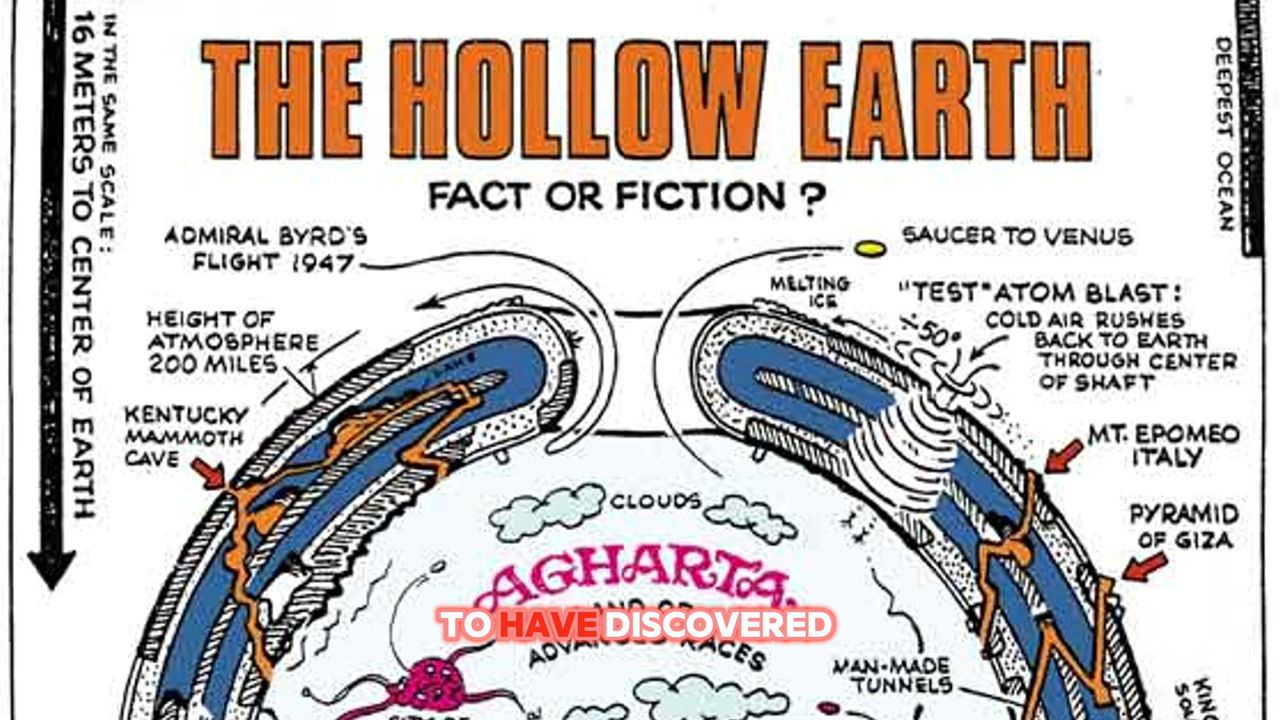 THE HOLLOW EARTH
FACT OR FICTION ?
IN THE SAME SCALE:
16 METERS TO CENTER OF EARTH
DEEPEST OCEAN
ADMIRAL BYRD'S
FLIGHT 1947
SAUCER TO VENUS
MELTING
ICE
"TEST" ATOM BLAST:
COLD AIR RUSHES
BACK TO EARTH
THROUGH CENTER
OF SHAFT
-50°
HEIGHT OF
ATMOSPHERE
200 MILES
LAKE
KENTUCKY
MAMMOTH
CAVE
MT. EPOMEO
ITALY
PYRAMID
OF GIZA
CLOUDS
AGHARTA
TO HAVE DISCOVERED
ADVANCED RACES
MAN-MADE
TUNNELS